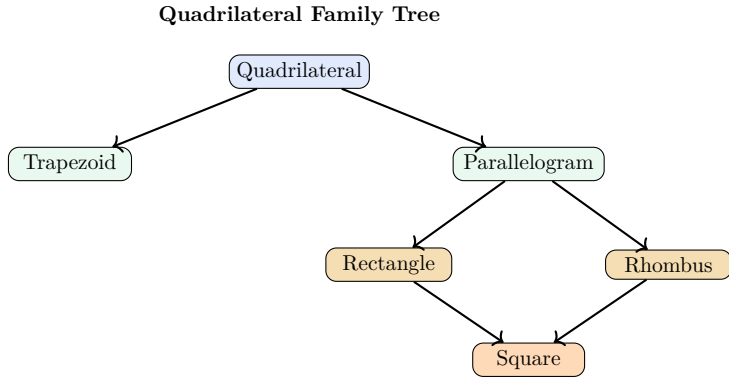 Quadrilateral Family Tree
Quadrilateral
Trapezoid
Parallelogram
Rectangle
Rhombus
Square